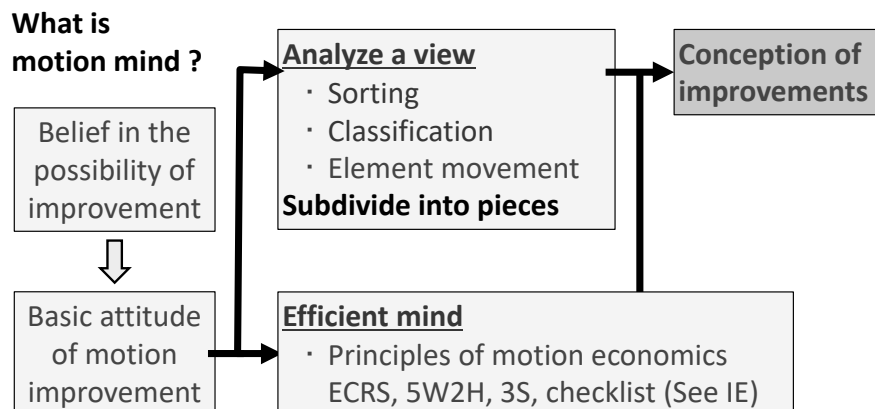 What is
motion mind ?
Belief in the
possibility of
improvement
Basic attitude
of motion
improvement
Analyze a view
・ Sorting
・ Classification
・ Element movement
Subdivide into pieces
Efficient mind
・ Principles of motion economics
ECRS, 5W2H, 3S, checklist (See IE)
Conception of
improvements